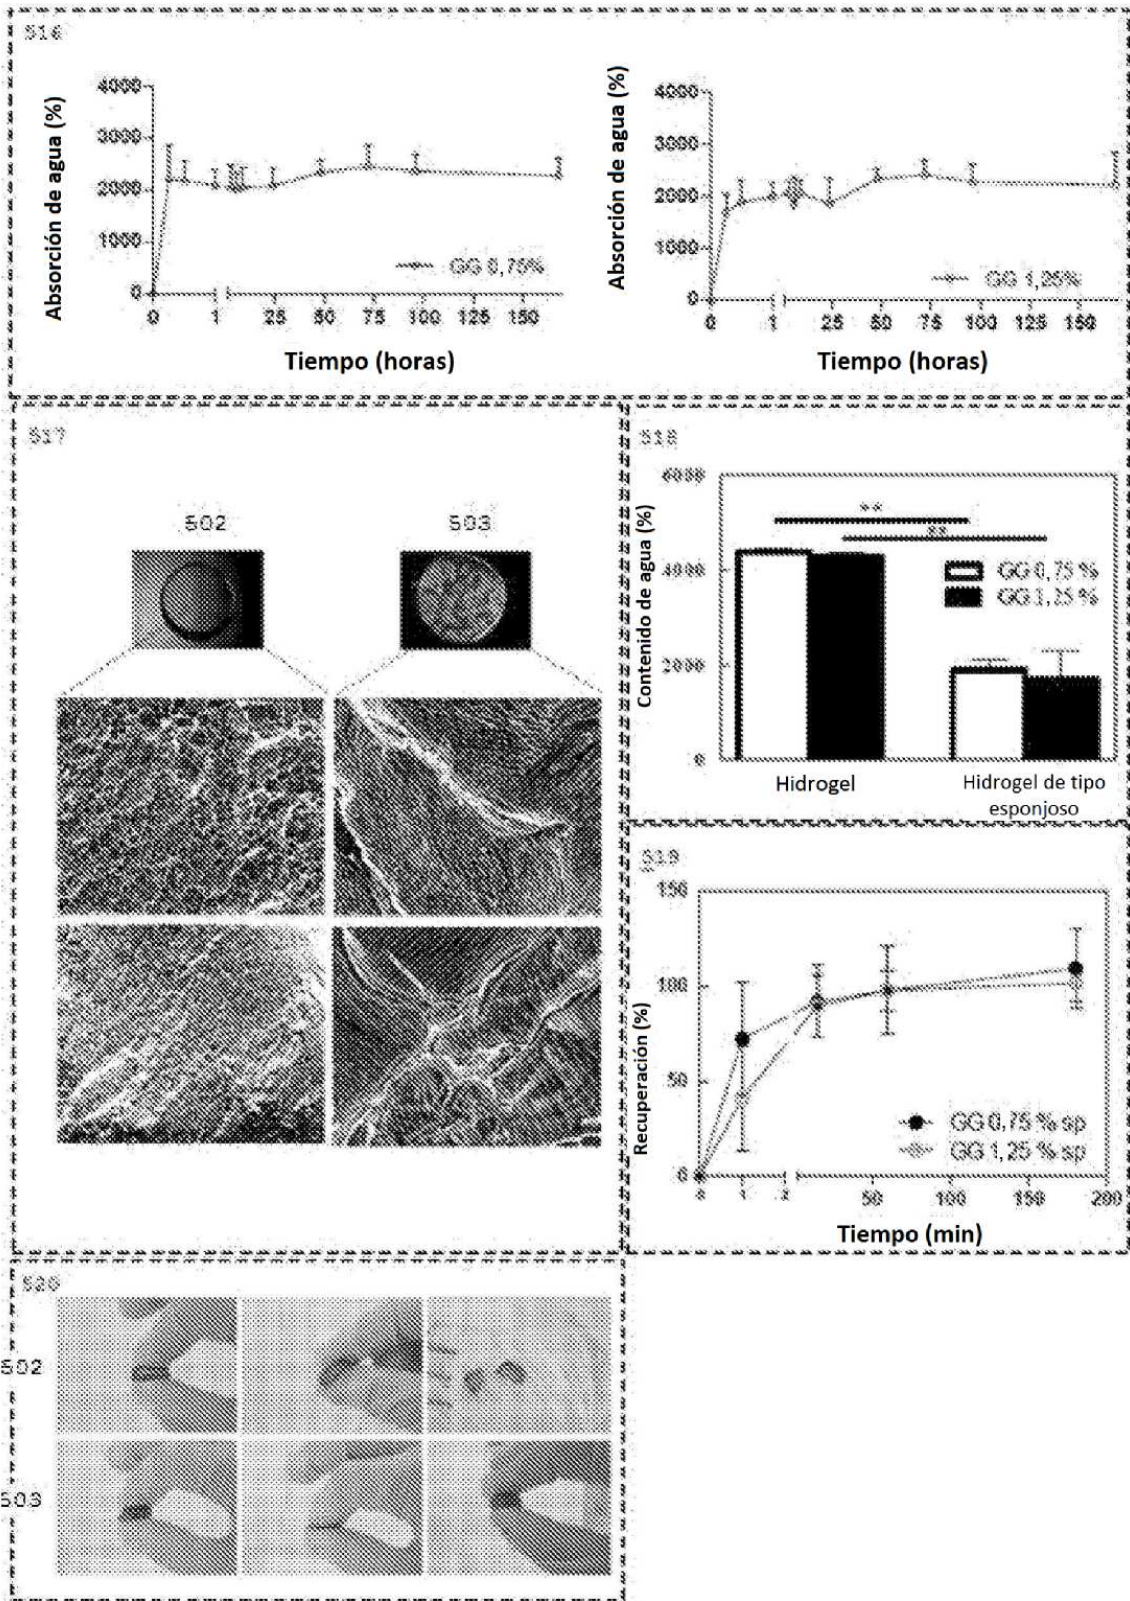 516
Absorción de agua (%)
4000
3000
2000
1000
0
0 1 25 50 75 100 125 150
GG 0,75%
Tiempo (horas)
Absorción de agua (%)
4000
3000
2000
1000
0
0 1 25 50 75 100 125 150
GG 1,25%
Tiempo (horas)
517
502 503
518
Contenido de agua (%)
6000
4000
2000
0
**
**
GG 0,75 %
GG 1,25 %
Hidrogel
Hidrogel de tipo
esponjoso
519
Recuperación (%)
150
100
50
0
0 1 2 50 100 150 200
GG 0,75 % sp
GG 1,25 % sp
Tiempo (min)
520
502
503